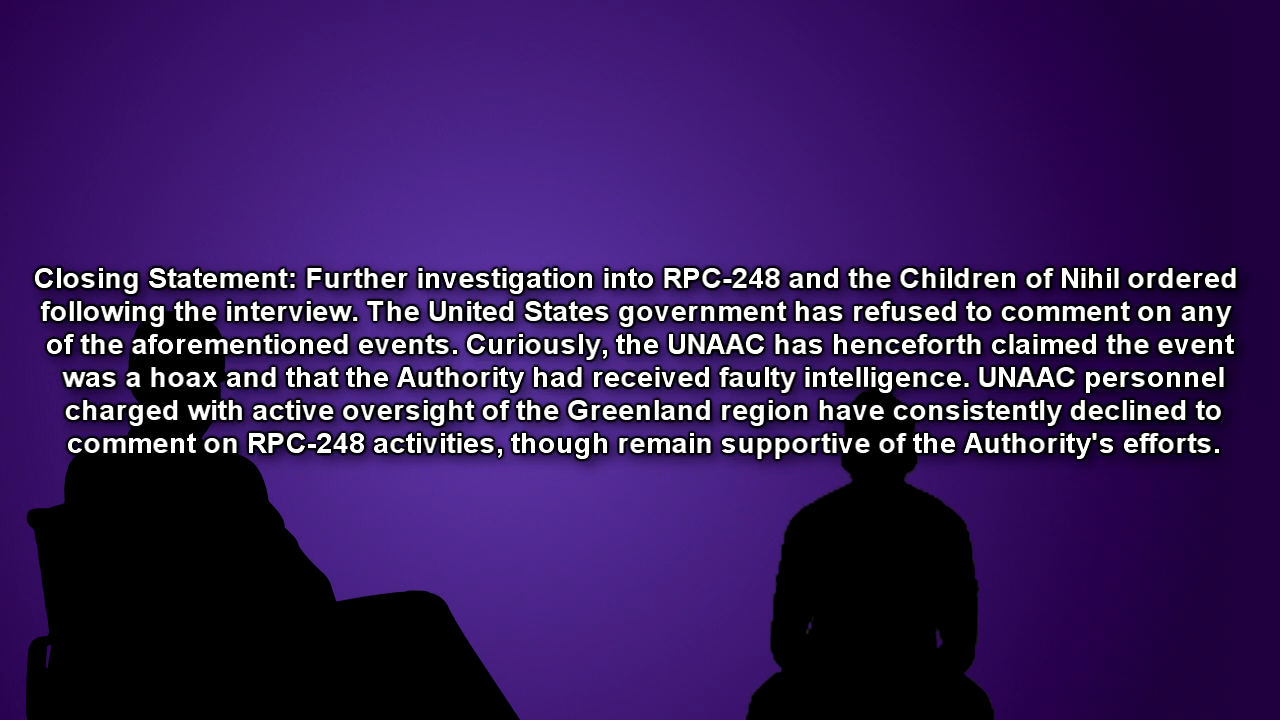 Closing Statement: Further investigation into RPC-248 and the Children of Nihil ordered
following the interview. The United States government has refused to comment on any
of the aforementioned events. Curiously, the UNAAC has henceforth claimed the event
was a hoax and that the Authority had received faulty intelligence. UNAAC personnel
charged with active oversight of the Greenland region have consistently declined to
comment on RPC-248 activities, though remain supportive of the Authority's efforts.